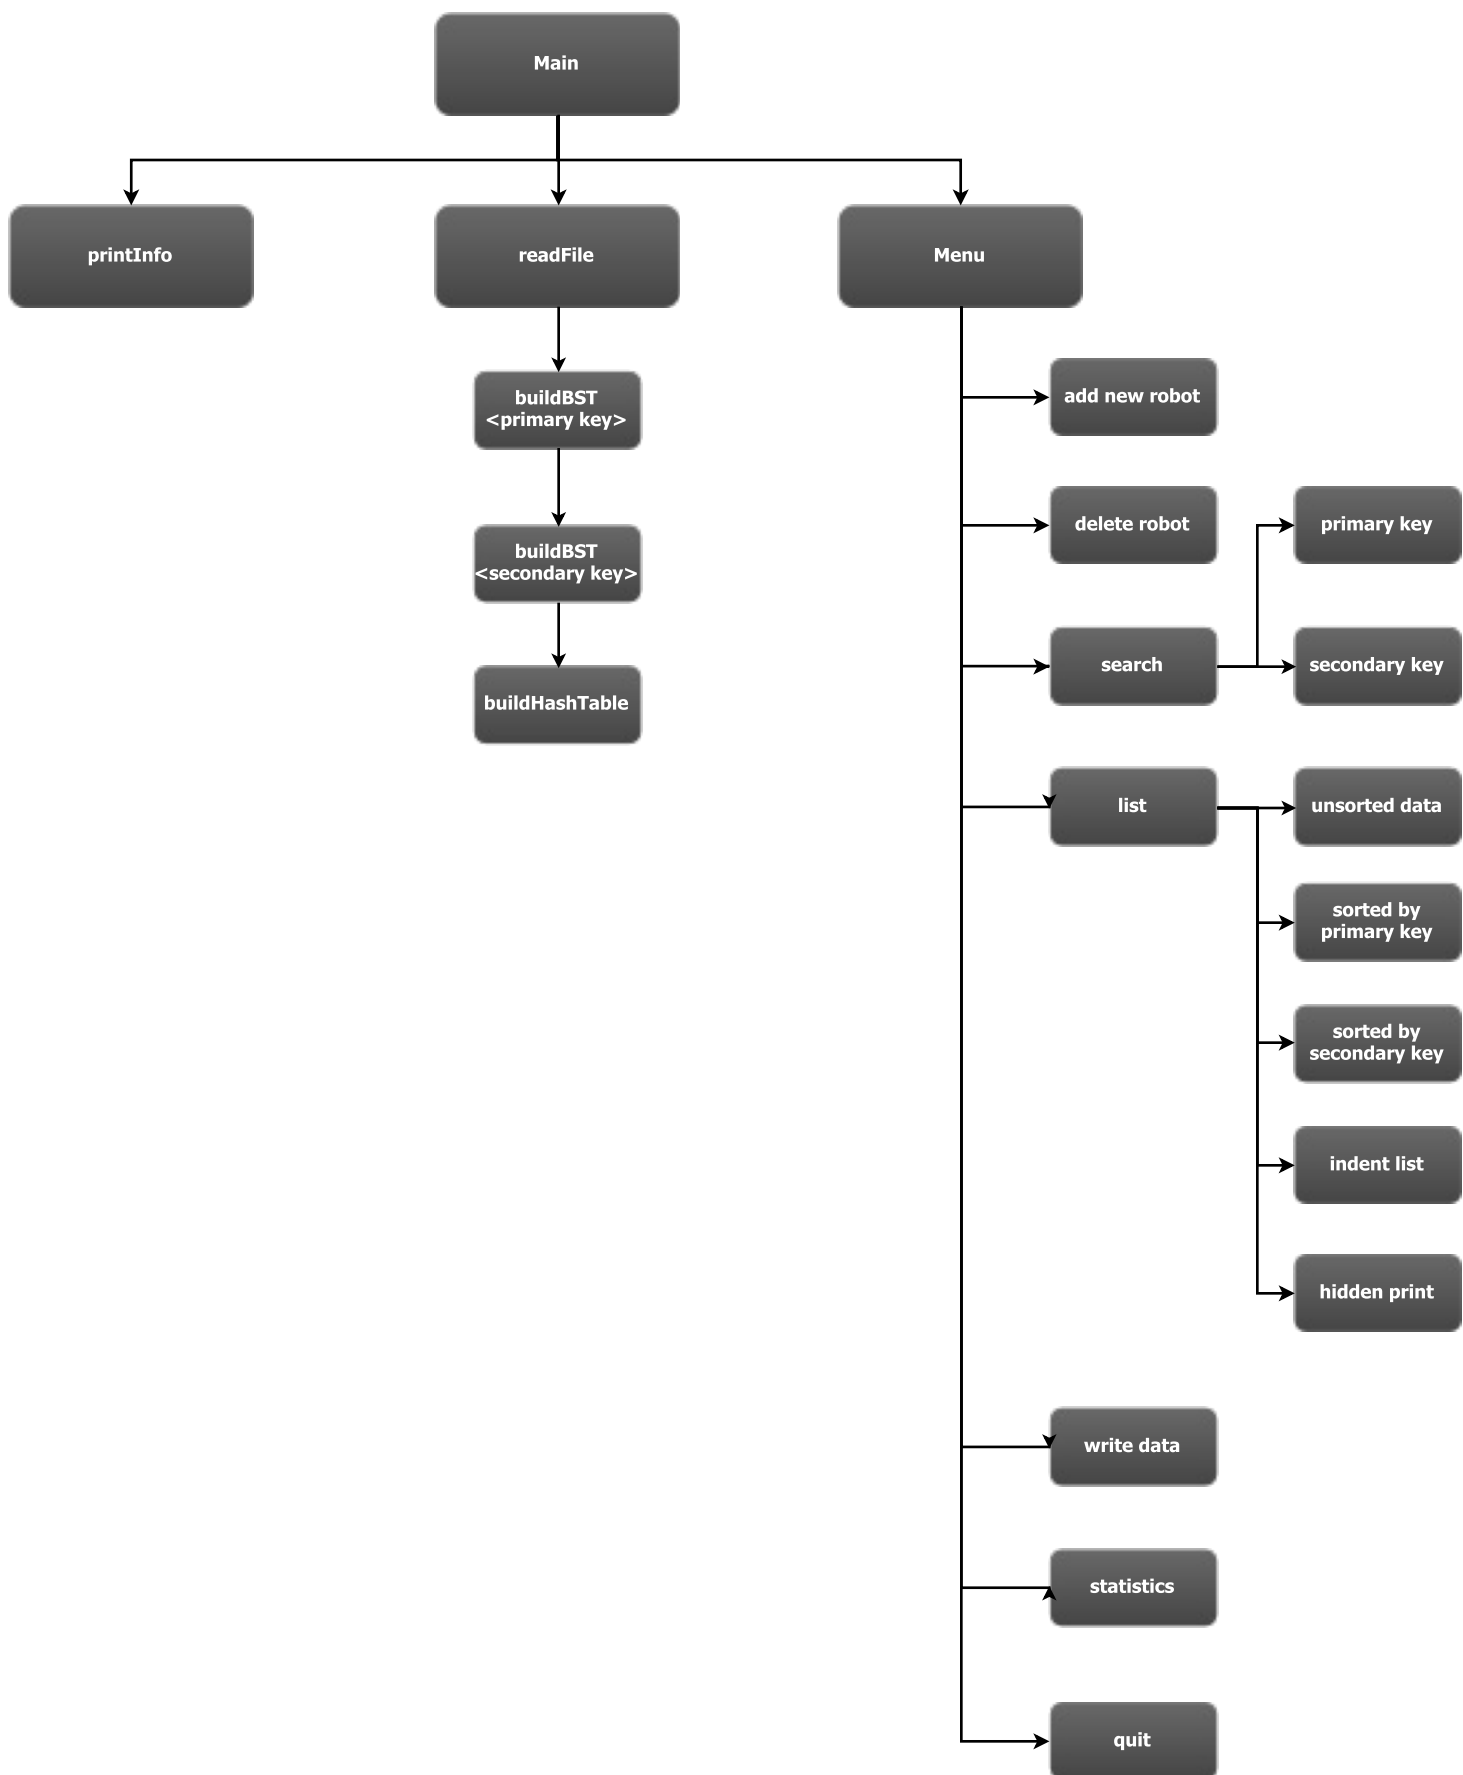 Main
printInfo
readFile
Menu
buildBST
<primary key>
buildBST
<secondary key>
buildHashTable
add new robot
delete robot
primary key
search
secondary key
list
unsorted data
sorted by
primary key
sorted by
secondary key
indent list
hidden print
write data
statistics
quit